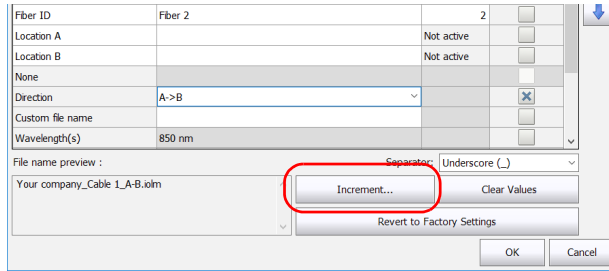 Fiber ID Fiber 2 2
Location A Not active
Location B Not active
None
Direction A->B
Custom file name
Wavelength(s) 850 nm
File name preview : Separator: Underscore (_)
Your company_Cable 1_A-B.iolm
Increment... Clear Values
Revert to Factory Settings
OK Cancel